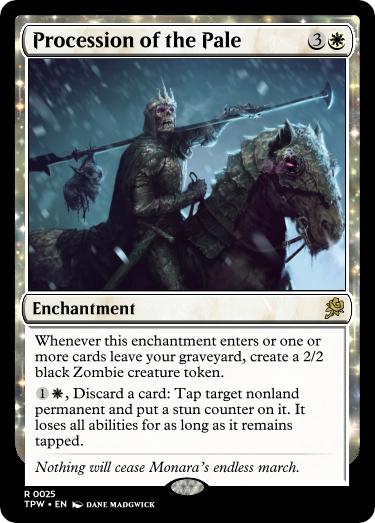 Procession of the Pale 3
Enchantment
Whenever this enchantment enters or one or
more cards leave your graveyard, create a 2/2
black Zombie creature token.
1, Discard a card: Tap target nonland
permanent and put a stun counter on it. It
loses all abilities for as long as it remains
tapped.
Nothing will cease Monara's endless march.
R 0025
TPW • EN DANE MADGWICK